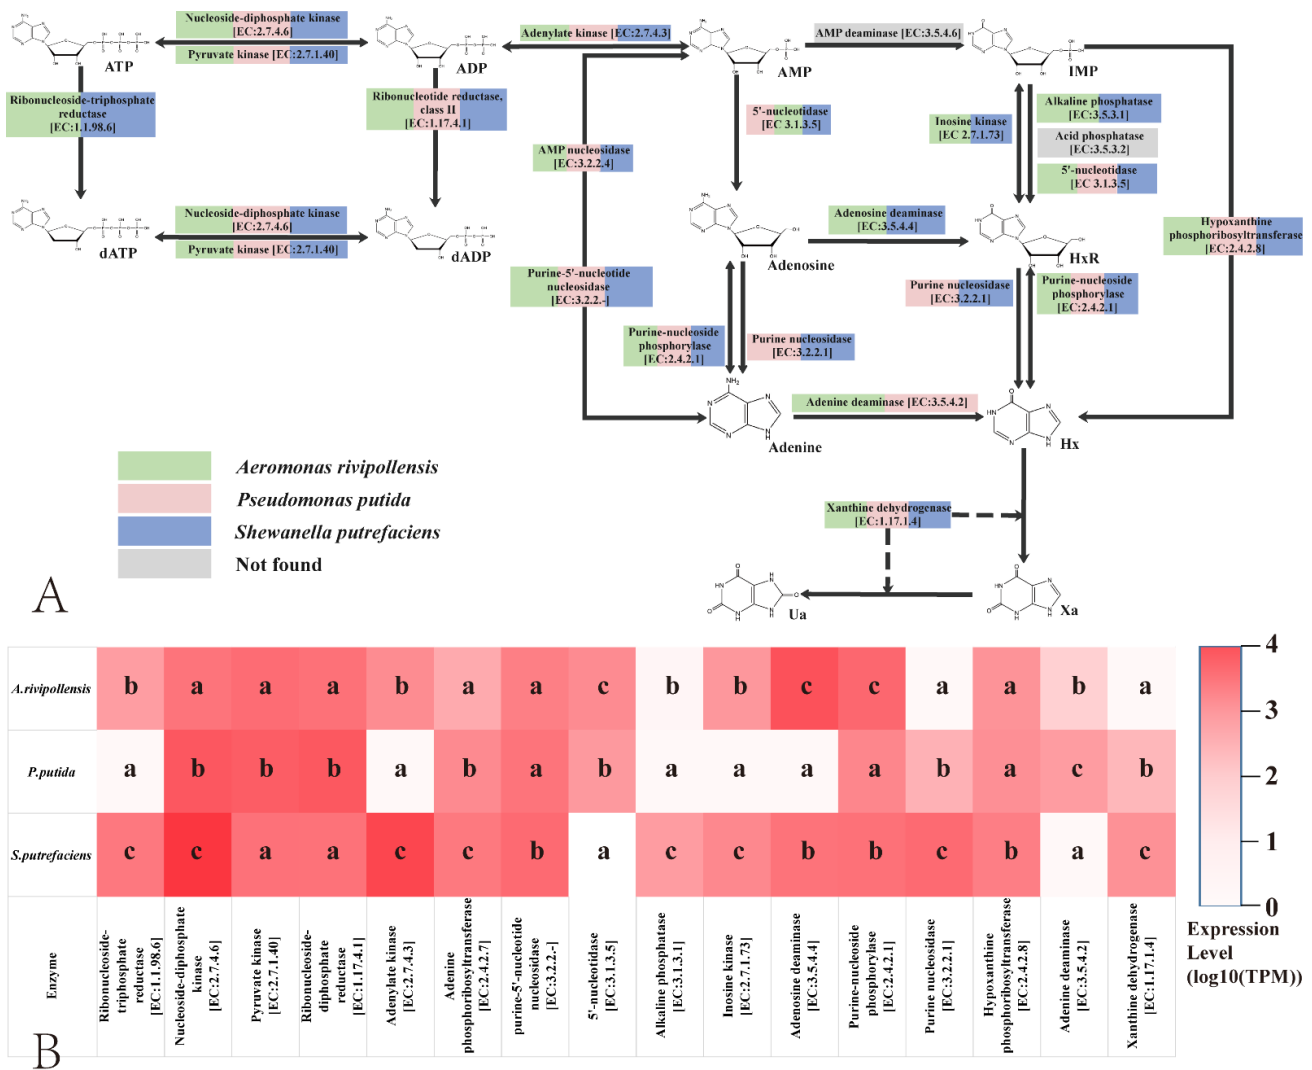 Nucleoside-diphosphate kinase
[EC:2.7.4.6]
Pyruvate kinase [EC:2.7.1.40]
ATP
ADP
Adenylate kinase [EC:2.7.4.3]
AMP
AMP deaminase [EC:3.5.4.6]
IMP
Ribonucleoside-triphosphate
reductase
[EC:1.1.98.6]
Ribonucleotide reductase,
class II
[EC:1.17.4.1]
AMP nucleosidase
[EC:3.2.2.4]
5'-nucleotidase
[EC 3.1.3.5]
Inosine kinase
[EC 2.7.1.73]
Alkaline phosphatase
[EC:3.5.3.1]
Acid phosphatase
[EC:3.5.3.2]
5'-nucleotidase
[EC 3.1.3.5]
Nucleoside-diphosphate kinase
[EC:2.7.4.6]
Pyruvate kinase [EC:2.7.1.40]
dATP
dADP
Adenosine
Adenosine deaminase
[EC:3.5.4.4]
HxR
Hypoxanthine
phosphoribosyltransferase
[EC:2.4.2.8]
Purine-5'-nucleotide
nucleosidase
[EC:3.2.2.-]
Purine nucleosidase
[EC:3.2.2.1]
Purine-nucleoside
phosphorylase
[EC:2.4.2.1]
Purine-nucleoside
phosphorylase
[EC:2.4.2.1]
Purine nucleosidase
[EC:3.2.2.1]
NH₂
Adenine deaminase [EC:3.5.4.2]
Adenine
Hx
Aeromonas rivipollensis
Pseudomonas putida
Shewanella putrefaciens
Not found
Xanthine dehydrogenase
[EC:1.17.1.4]
Ua
Xa
A
A.rivipollensis
b a a a b a a c b b c c a a b a
P.putida
a b b b a b a b a a a a b a c b
S.putrefaciens
c c a a c c b a c c b b c b a c
Enzyme
Ribonucleoside-
triphosphate
reductase
[EC:1.1.98.6]
Nucleoside-diphosphate
kinase
[EC:2.7.4.6]
Pyruvate kinase
[EC:2.7.1.40]
Ribonucleoside-
diphosphate
reductase
[EC:1.17.4.1]
Adenylate kinase
[EC:2.7.4.3]
Adenine
phosphoribosyltransferase
[EC:2.4.2.7]
purine-5'-nucleotide
nucleosidase
[EC:3.2.2.-]
5'-nucleotidase
[EC:3.1.3.5]
Alkaline phosphatase
[EC:3.1.3.1]
Inosine kinase
[EC:2.7.1.73]
Adenosine deaminase
[EC:3.5.4.4]
Purine-nucleoside
phosphorylase
[EC:2.4.2.1]
Purine nucleosidase
[EC:3.2.2.1]
Hypoxanthine
phosphoribosyltransferase
[EC:2.4.2.8]
Adenine deaminase
[EC:3.5.4.2]
Xanthine dehydrogenase
[EC:1.17.1.4]
4
3
2
1
0
Expression
Level
(log10(TPM))
B